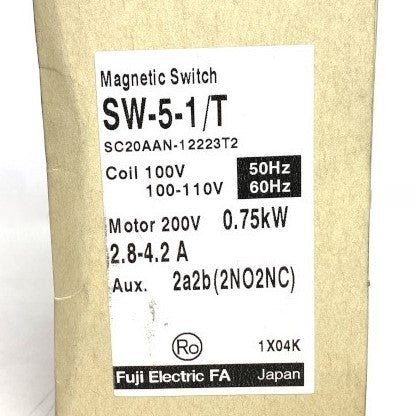 Magnetic Switch
SW-5-1/T
SC20AAN-12223T2
Coil 100V 50Hz
100-110V 60Hz
Motor 200V 0.75kW
2.8-4.2 A
Aux. 2a2b(2NO2NC)
Ro 1X04K
Fuji Electric FA Japan